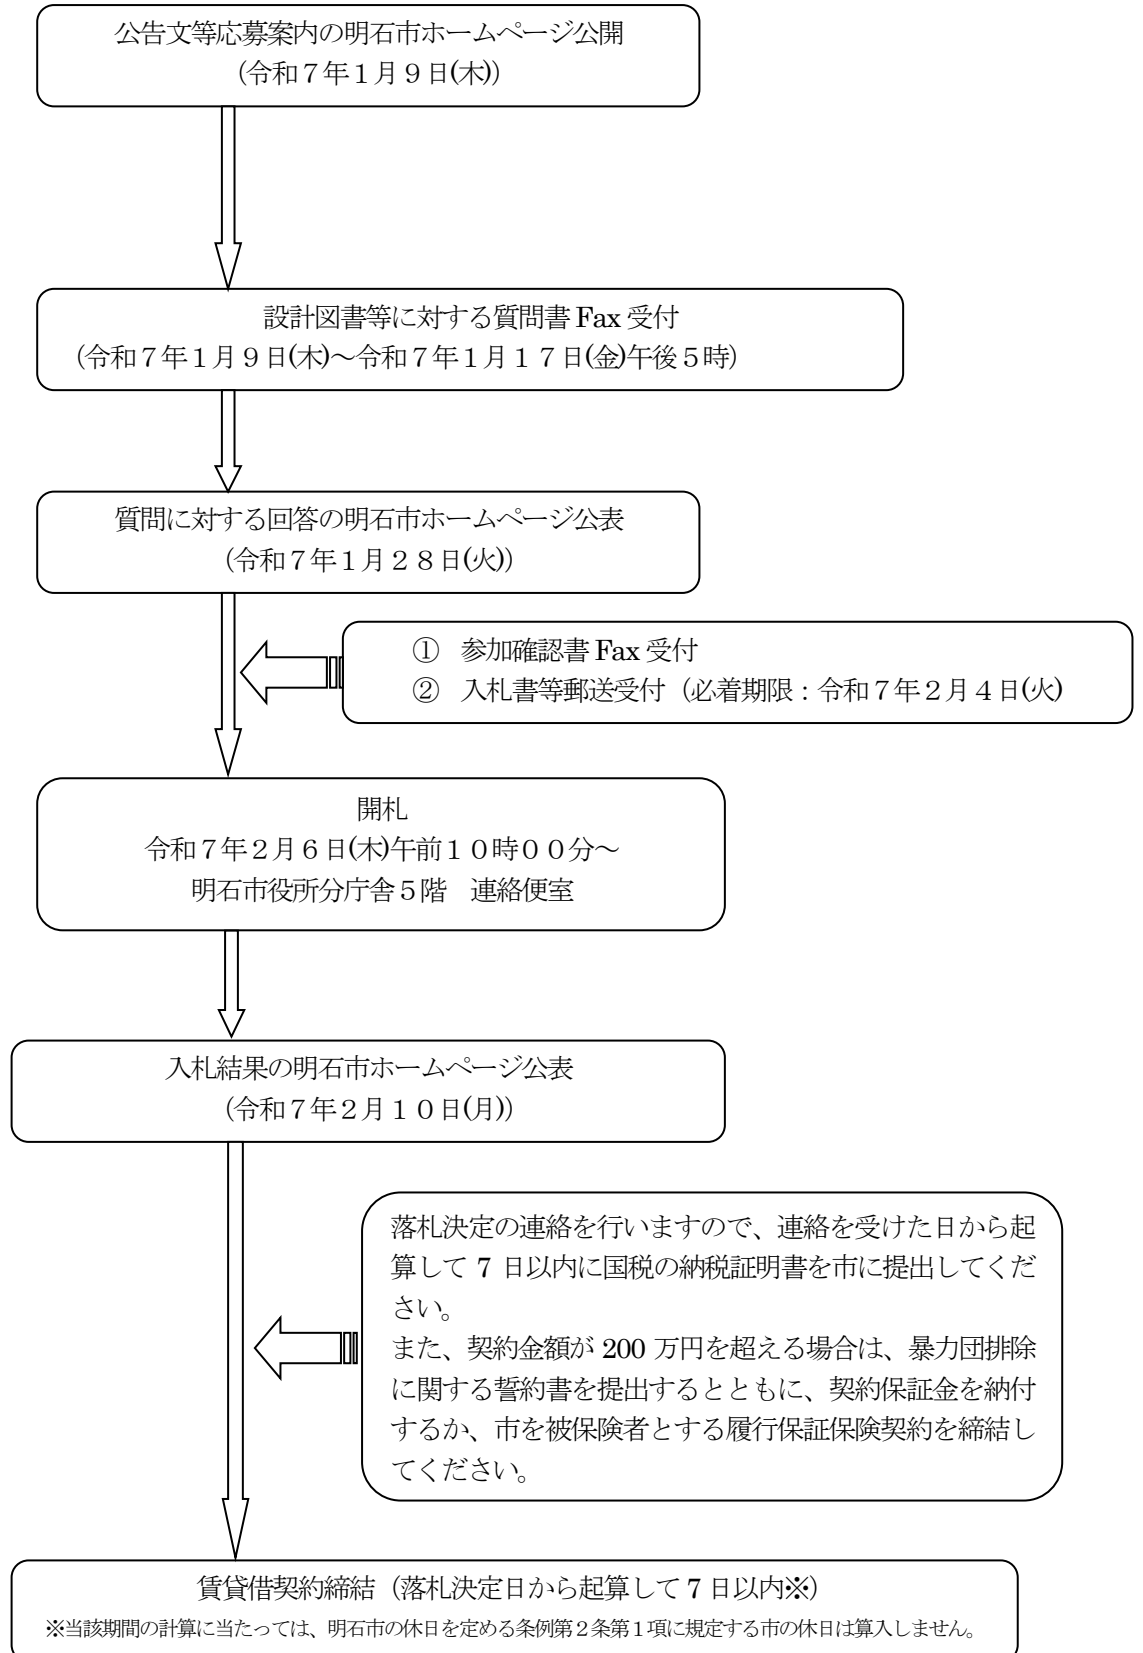 公告文等応募案内の明石市ホームページ公開
（令和７年１月９日(木)）
設計図書等に対する質問書 Fax 受付
（令和７年１月９日(木)～令和７年１月１７日(金)午後５時）
質問に対する回答の明石市ホームページ公表
（令和７年１月２８日(火)）
① 参加確認書 Fax 受付
② 入札書等郵送受付（必着期限：令和７年２月４日(火)
開札
令和７年２月６日(木)午前１０時００分～
明石市役所分庁舎５階　連絡便室
入札結果の明石市ホームページ公表
（令和７年２月１０日(月)）
落札決定の連絡を行いますので、連絡を受けた日から起
算して 7 日以内に国税の納税証明書を市に提出してくだ
さい。
また、契約金額が 200 万円を超える場合は、暴力団排除
に関する誓約書を提出するとともに、契約保証金を納付
するか、市を被保険者とする履行保証保険契約を締結し
てください。
賃貸借契約締結（落札決定日から起算して 7 日以内※）
※当該期間の計算に当たっては、明石市の休日を定める条例第２条第１項に規定する市の休日は算入しません。